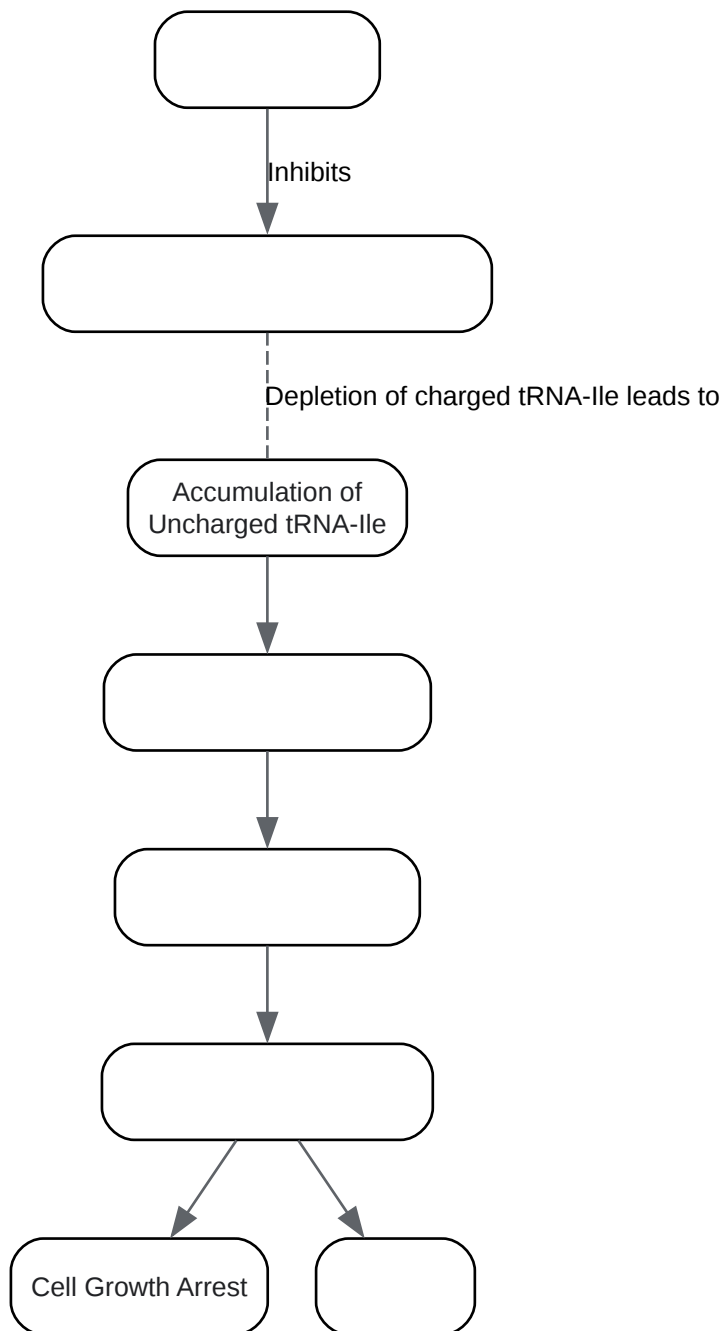 Inhibits
Depletion of charged tRNA-Ile leads to
Accumulation of
Uncharged tRNA-Ile
Cell Growth Arrest